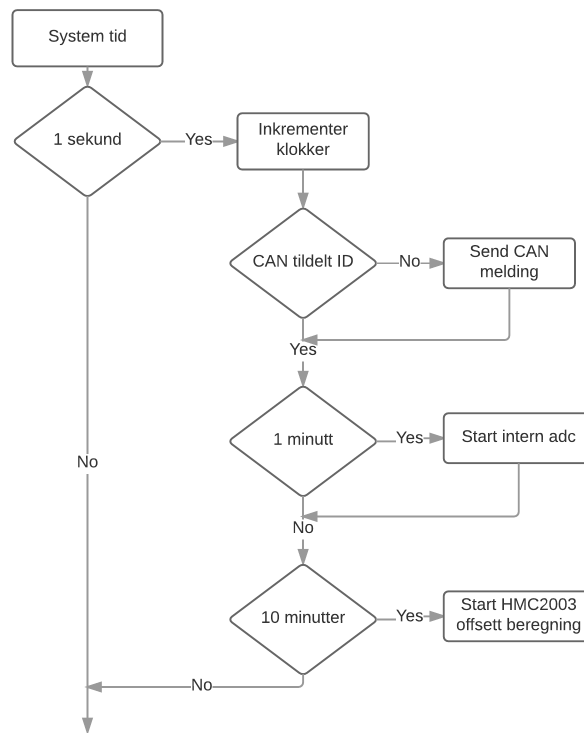 System tid
1 sekund
Yes
Inkrementer
klokker
CAN tildelt ID
No
Send CAN
melding
Yes
1 minutt
Yes
Start intern adc
No
No
10 minutter
Yes
Start HMC2003
offsett beregning
No